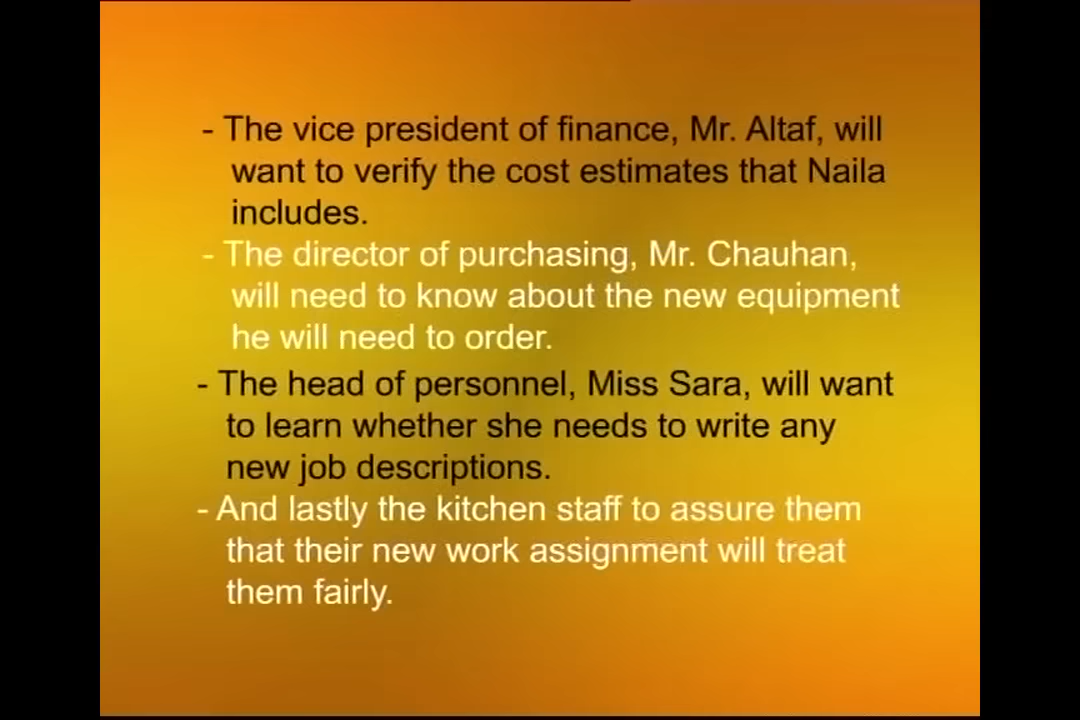 - The vice president of finance, Mr. Altaf, will
want to verify the cost estimates that Naila
includes.
- The director of purchasing, Mr. Chauhan,
will need to know about the new equipment
he will need to order.
- The head of personnel, Miss Sara, will want
to learn whether she needs to write any
new job descriptions.
- And lastly the kitchen staff to assure them
that their new work assignment will treat
them fairly.